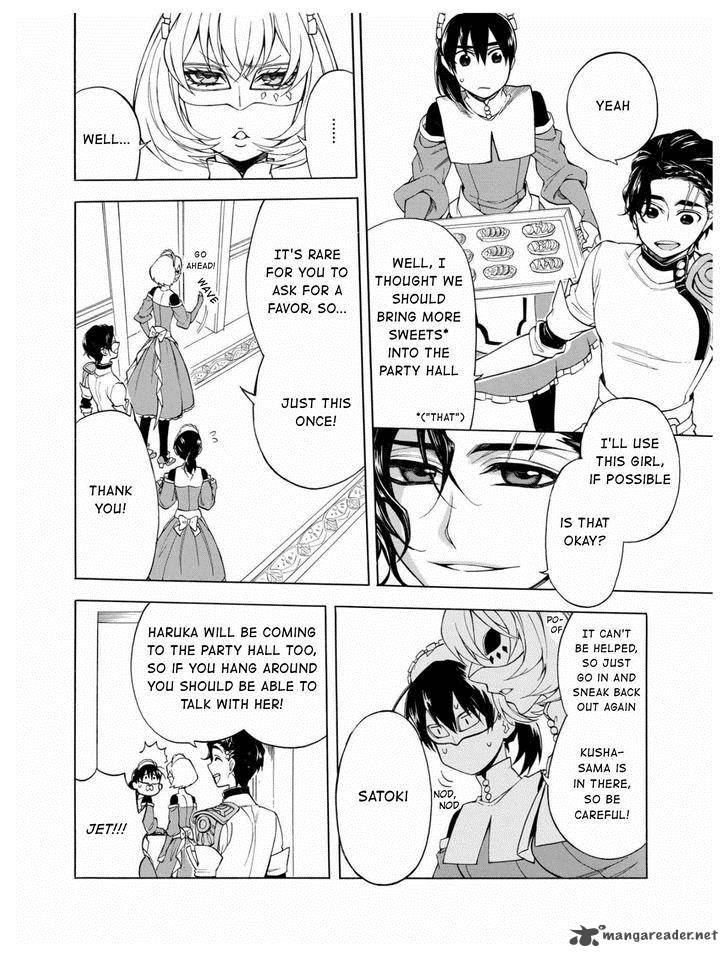 YEAH
WELL, I
THOUGHT WE
SHOULD
BRING MORE
SWEETS*
INTO THE
PARTY HALL
*("THAT")
I'LL USE
THIS GIRL,
IF POSSIBLE
IS THAT
OKAY?
......
WELL...
IT'S RARE
FOR YOU TO
ASK FOR A
FAVOR, SO...
JUST THIS
ONCE!
GO
AHEAD!
WAVE
THANK
YOU!
IT CAN'T
BE HELPED,
SO JUST
GO IN AND
SNEAK BACK
OUT AGAIN
KUSHA-
SAMA IS
IN THERE,
SO BE
CAREFUL!
PO-
OF
SATOKI
NOD,
NOD
HARUKA WILL BE COMING
TO THE PARTY HALL TOO,
SO IF YOU HANG AROUND
YOU SHOULD BE ABLE TO
TALK WITH HER!
JET!!!
mangareader.net